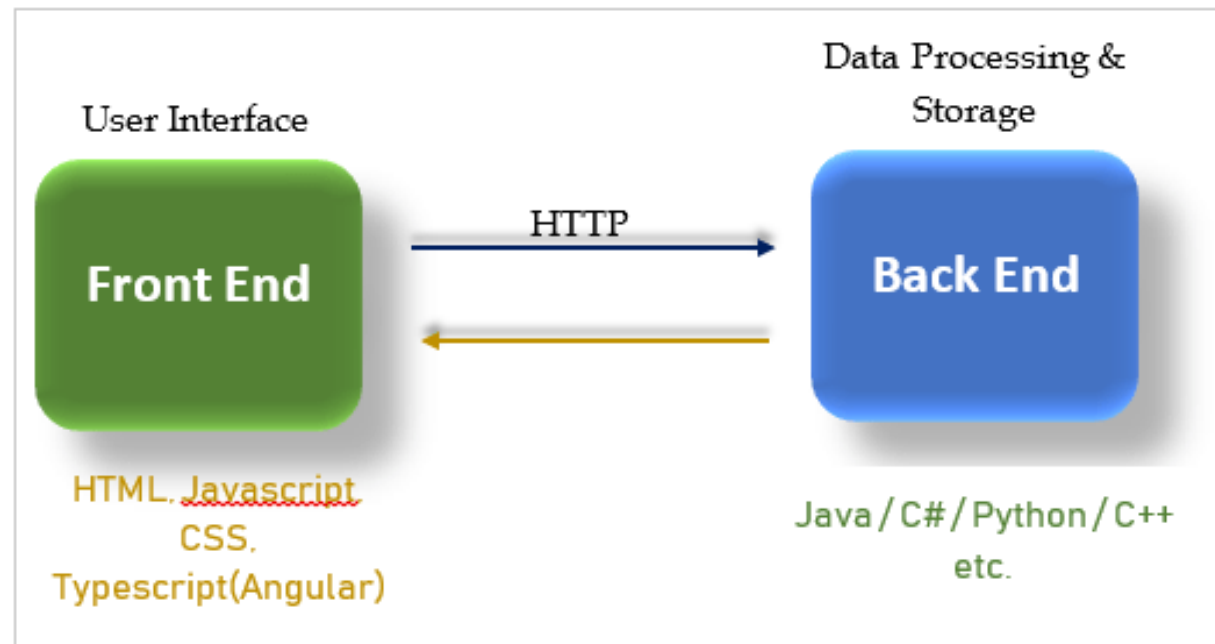 User Interface
Front End
HTML, Javascript,
CSS,
Typescript(Angular)
HTTP
Data Processing &
Storage
Back End
Java / C# / Python / C++
etc.